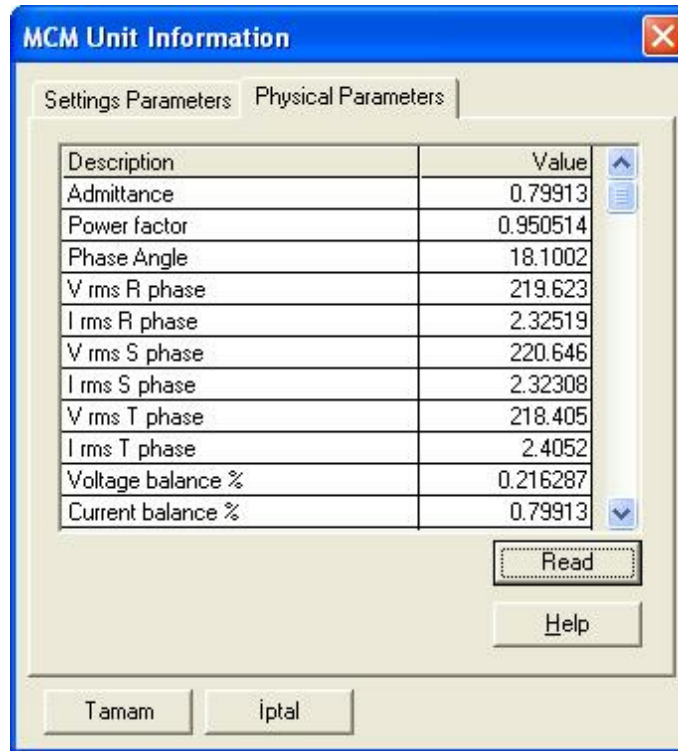 MCM Unit Information
Settings Parameters Physical Parameters
Description Value
Admittance 0.79913
Power factor 0.950514
Phase Angle 18.1002
V rms R phase 219.623
I rms R phase 2.32519
V rms S phase 220.646
I rms S phase 2.32308
V rms T phase 218.405
I rms T phase 2.4052
Voltage balance % 0.216287
Current balance % 0.79913
Read
Help
Tamam İptal